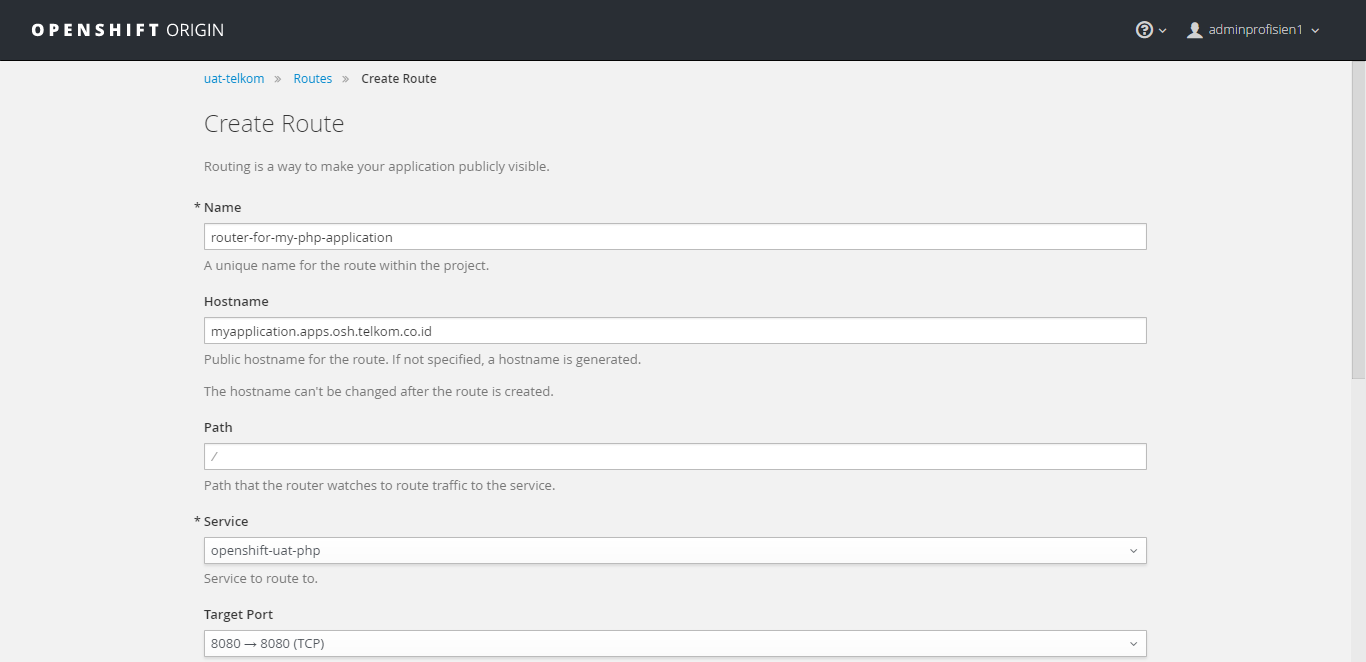 OPENSHIFT ORIGIN
adminprofisien1
uat-telkom » Routes » Create Route
Create Route
Routing is a way to make your application publicly visible.
* Name
router-for-my-php-application
A unique name for the route within the project.
Hostname
myapplication.apps.osh.telkom.co.id
Public hostname for the route. If not specified, a hostname is generated.
The hostname can't be changed after the route is created.
Path
/
Path that the router watches to route traffic to the service.
* Service
openshift-uat-php
Service to route to.
Target Port
8080 → 8080 (TCP)